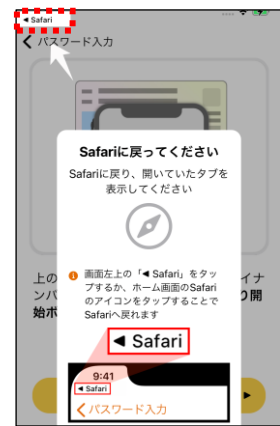 ◀ Safari
パスワード入力
Safariに戻ってください
Safariに戻り、開いていたタブを
表示してください
画面左上の「◀ Safari」をタッ
プするか、ホーム画面のSafari
のアイコンをタップすることで
Safariへ戻れます
上の
イナ
ンバ
り開
始ボ
◀ Safari
9:41
◀ Safari
パスワード入力